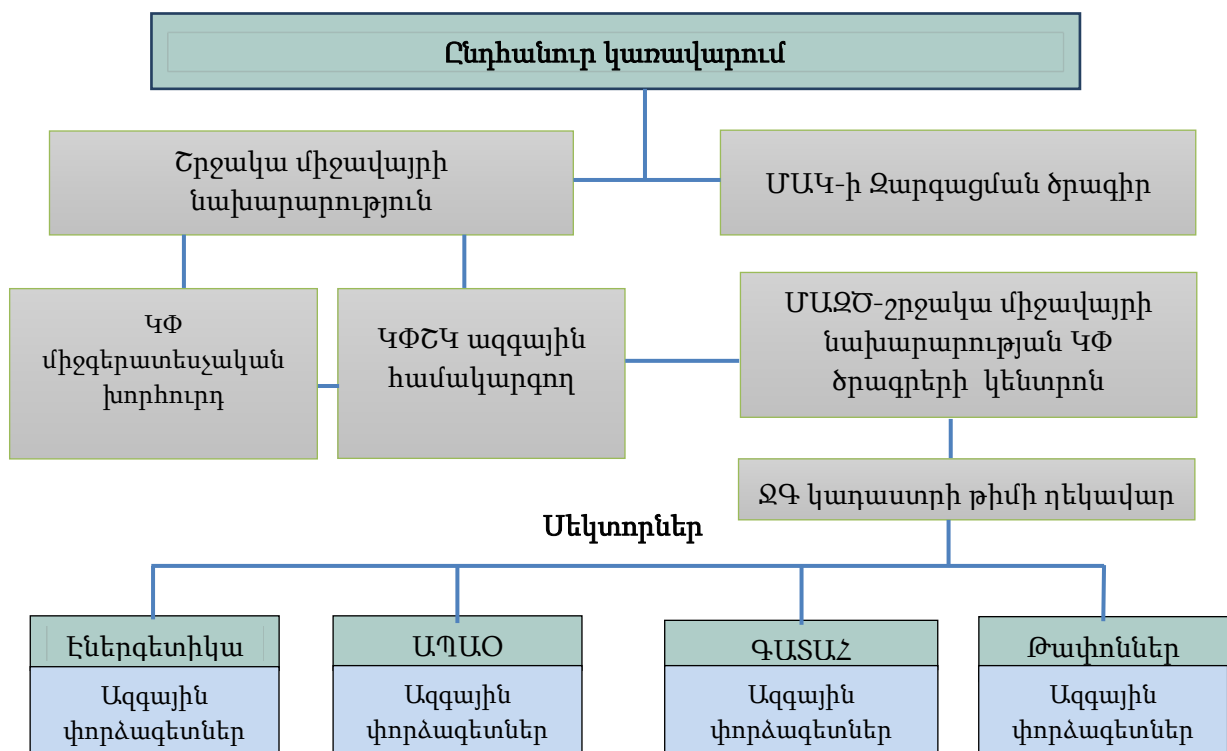 Ընդհանուր կառավարում
Շրջակա միջավայրի
նախարարություն
ՄԱԿ-ի Զարգացման ծրագիր
ԿՓ
միջգերատեսչական
խորհուրդ
ԿՓՇԿ ազգային
համակարգող
ՄԱԶԾ-շրջակա միջավայրի
նախարարության ԿՓ
ծրագրերի կենտրոն
ՋԳ կադաստրի թիմի ղեկավար
Սեկտորներ
Էներգետիկա
Ազգային
փորձագետներ
ԱՊԱՕ
Ազգային
փորձագետներ
ԳԱՏԱՀ
Ազգային
փորձագետներ
Թափոններ
Ազգային
փորձագետներ